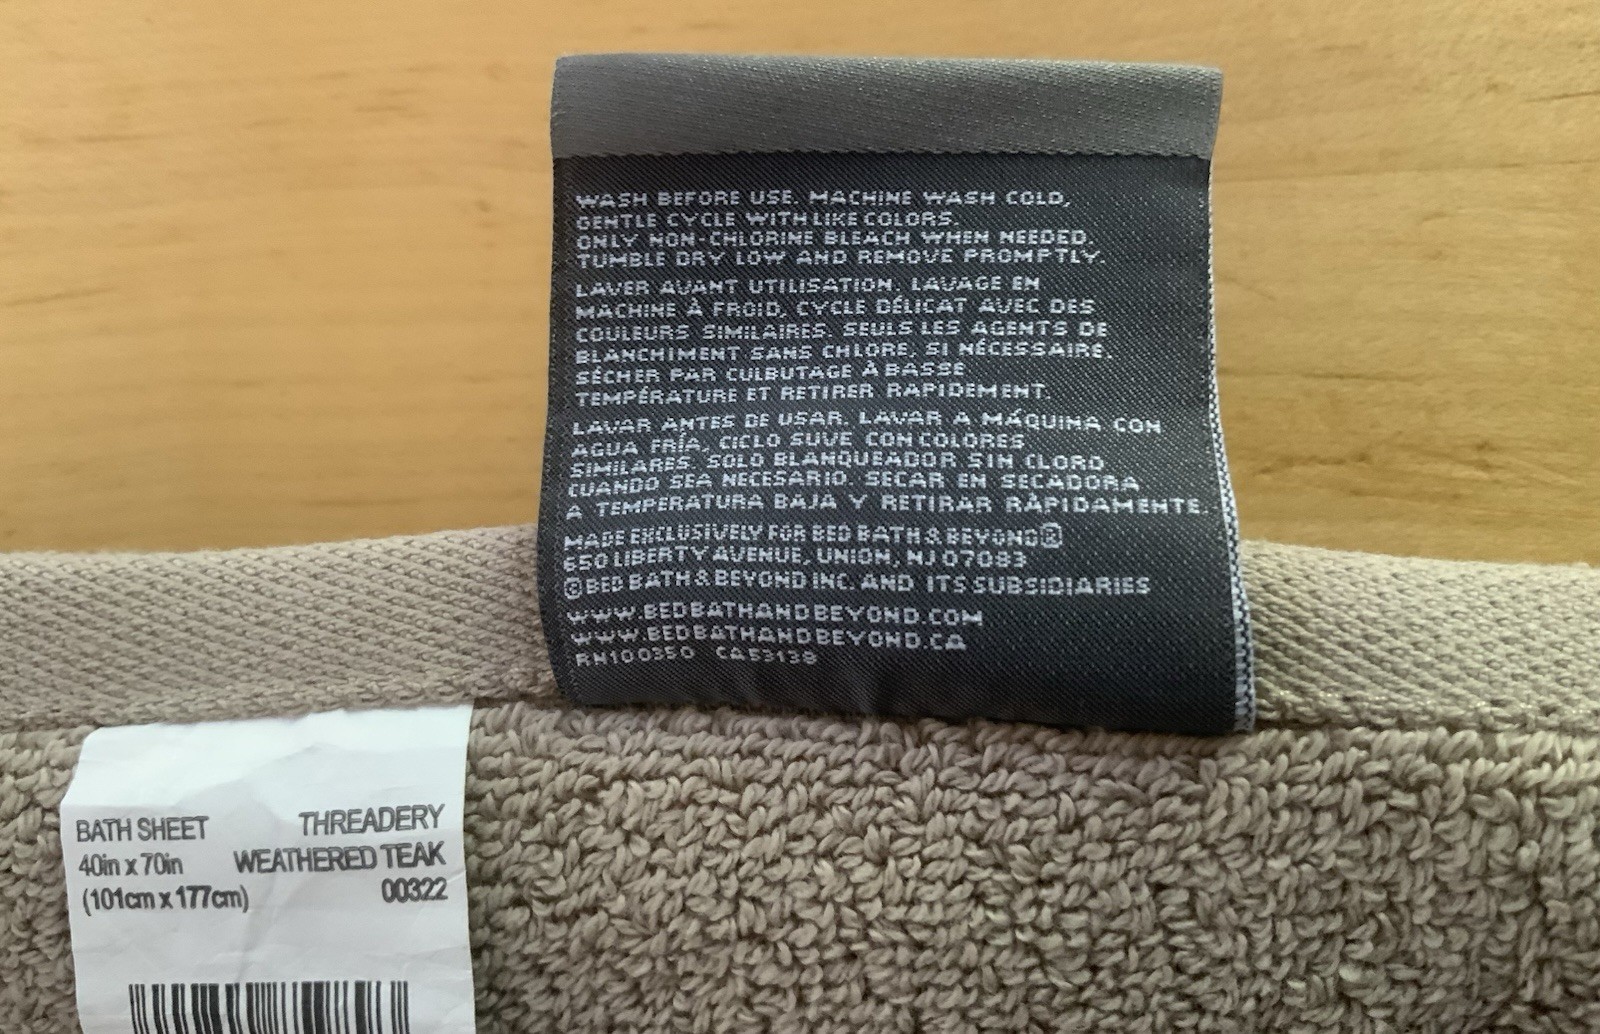 WASH BEFORE USE. MACHINE WASH COLD,
GENTLE CYCLE WITH LIKE COLORS.
ONLY NON-CHLORINE BLEACH WHEN NEEDED.
TUMBLE DRY LOW AND REMOVE PROMPTLY.
LAVER AVANT UTILISATION. LAVAGE EN
MACHINE À FROID, CYCLE DÉLICAT AVEC DES
COULEURS SIMILAIRES. SEULS LES AGENTS DE
BLANCHIMENT SANS CHLORE, SI NÉCESSAIRE.
SÉCHER PAR CULBUTAGE À BASSE
TEMPÉRATURE ET RETIRER RAPIDEMENT.
LAVAR ANTES DE USAR. LAVAR A MÁQUINA CON
AGUA FRÍA, CICLO SUVE CON COLORES
SIMILARES. SOLO BLANQUEADOR SIN CLORO
CUANDO SEA NECESARIO. SECAR EN SECADORA
A TEMPERATURA BAJA Y RETIRAR RÁPIDAMENTE.
MADE EXCLUSIVELY FOR BED BATH & BEYOND®
650 LIBERTY AVENUE, UNION, NJ 07083
©BED BATH & BEYOND INC. AND ITS SUBSIDIARIES
WWW.BEDBATHANDBEYOND.COM
WWW.BEDBATHANDBEYOND.CA
RN100350 CA53138
BATH SHEET THREADERY
40in x 70in WEATHERED TEAK
(101cm x 177cm) 00322